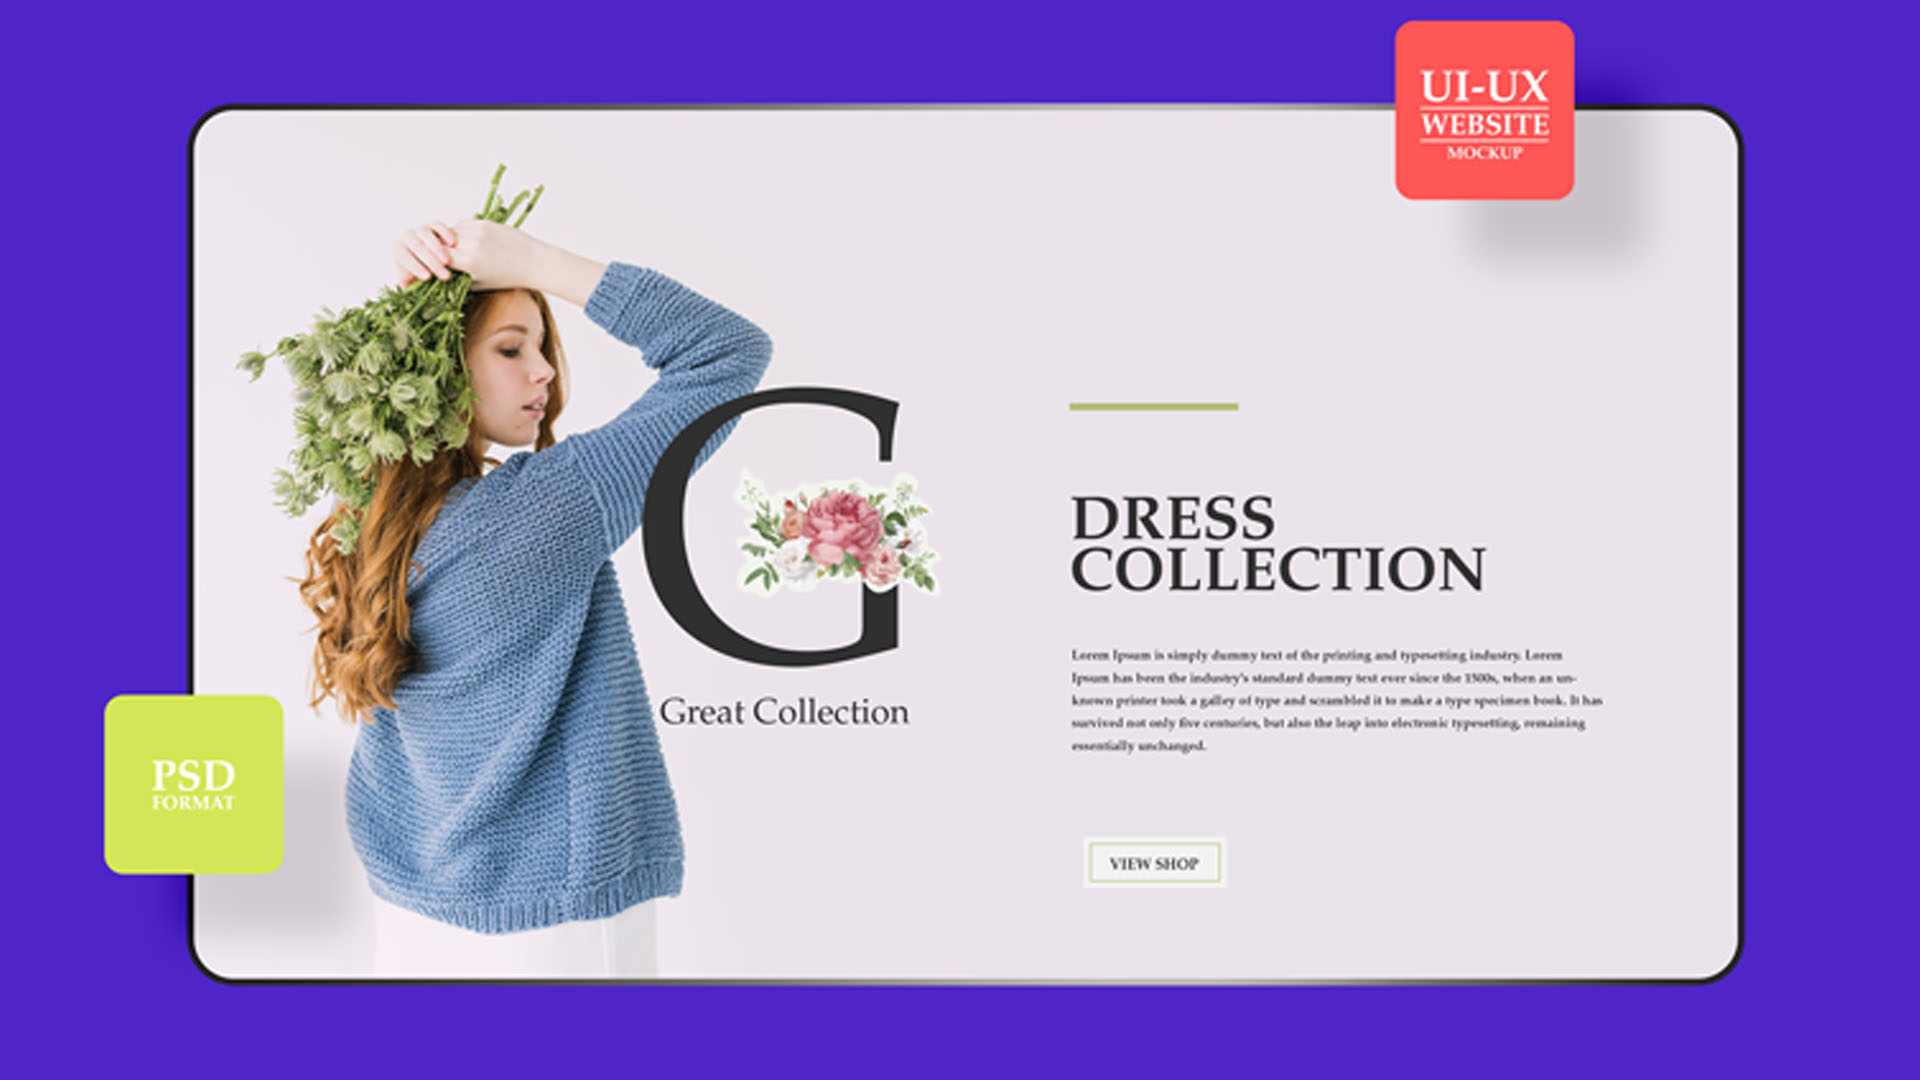 UI-UX
WEBSITE
MOCKUP
G
Great Collection
DRESS
COLLECTION
Lorem Ipsum is simply dummy text of the printing and typesetting industry. Lorem
Ipsum has been the industry's standard dummy text ever since the 1500s, when an un-
known printer took a galley of type and scrambled it to make a type specimen book. It has
survived not only five centuries, but also the leap into electronic typesetting, remaining
essentially unchanged.
VIEW SHOP
PSD
FORMAT